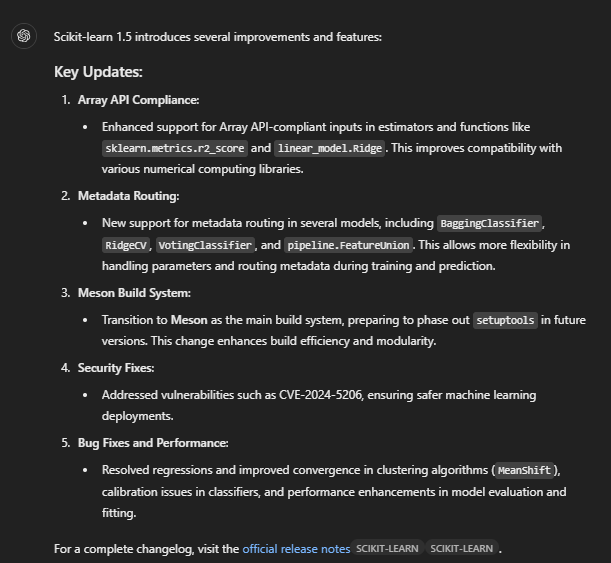 Scikit-learn 1.5 introduces several improvements and features:
Key Updates:
1. Array API Compliance:
• Enhanced support for Array API-compliant inputs in estimators and functions like
sklearn.metrics.r2_score and linear_model.Ridge. This improves compatibility with
various numerical computing libraries.
2. Metadata Routing:
• New support for metadata routing in several models, including BaggingClassifier,
RidgeCV, VotingClassifier, and pipeline.FeatureUnion. This allows more flexibility in
handling parameters and routing metadata during training and prediction.
3. Meson Build System:
• Transition to Meson as the main build system, preparing to phase out setuptools in future
versions. This change enhances build efficiency and modularity.
4. Security Fixes:
• Addressed vulnerabilities such as CVE-2024-5206, ensuring safer machine learning
deployments.
5. Bug Fixes and Performance:
• Resolved regressions and improved convergence in clustering algorithms (MeanShift),
calibration issues in classifiers, and performance enhancements in model evaluation and
fitting.
For a complete changelog, visit the official release notes SCIKIT-LEARN SCIKIT-LEARN .